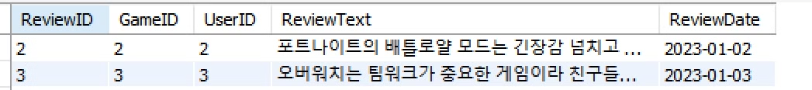 ReviewID GameID UserID ReviewText ReviewDate
2 2 2 포트나이트의 배틀로얄 모드는 긴장감 넘치고 ... 2023-01-02
3 3 3 오버워치는 팀워크가 중요한 게임이라 친구들... 2023-01-03